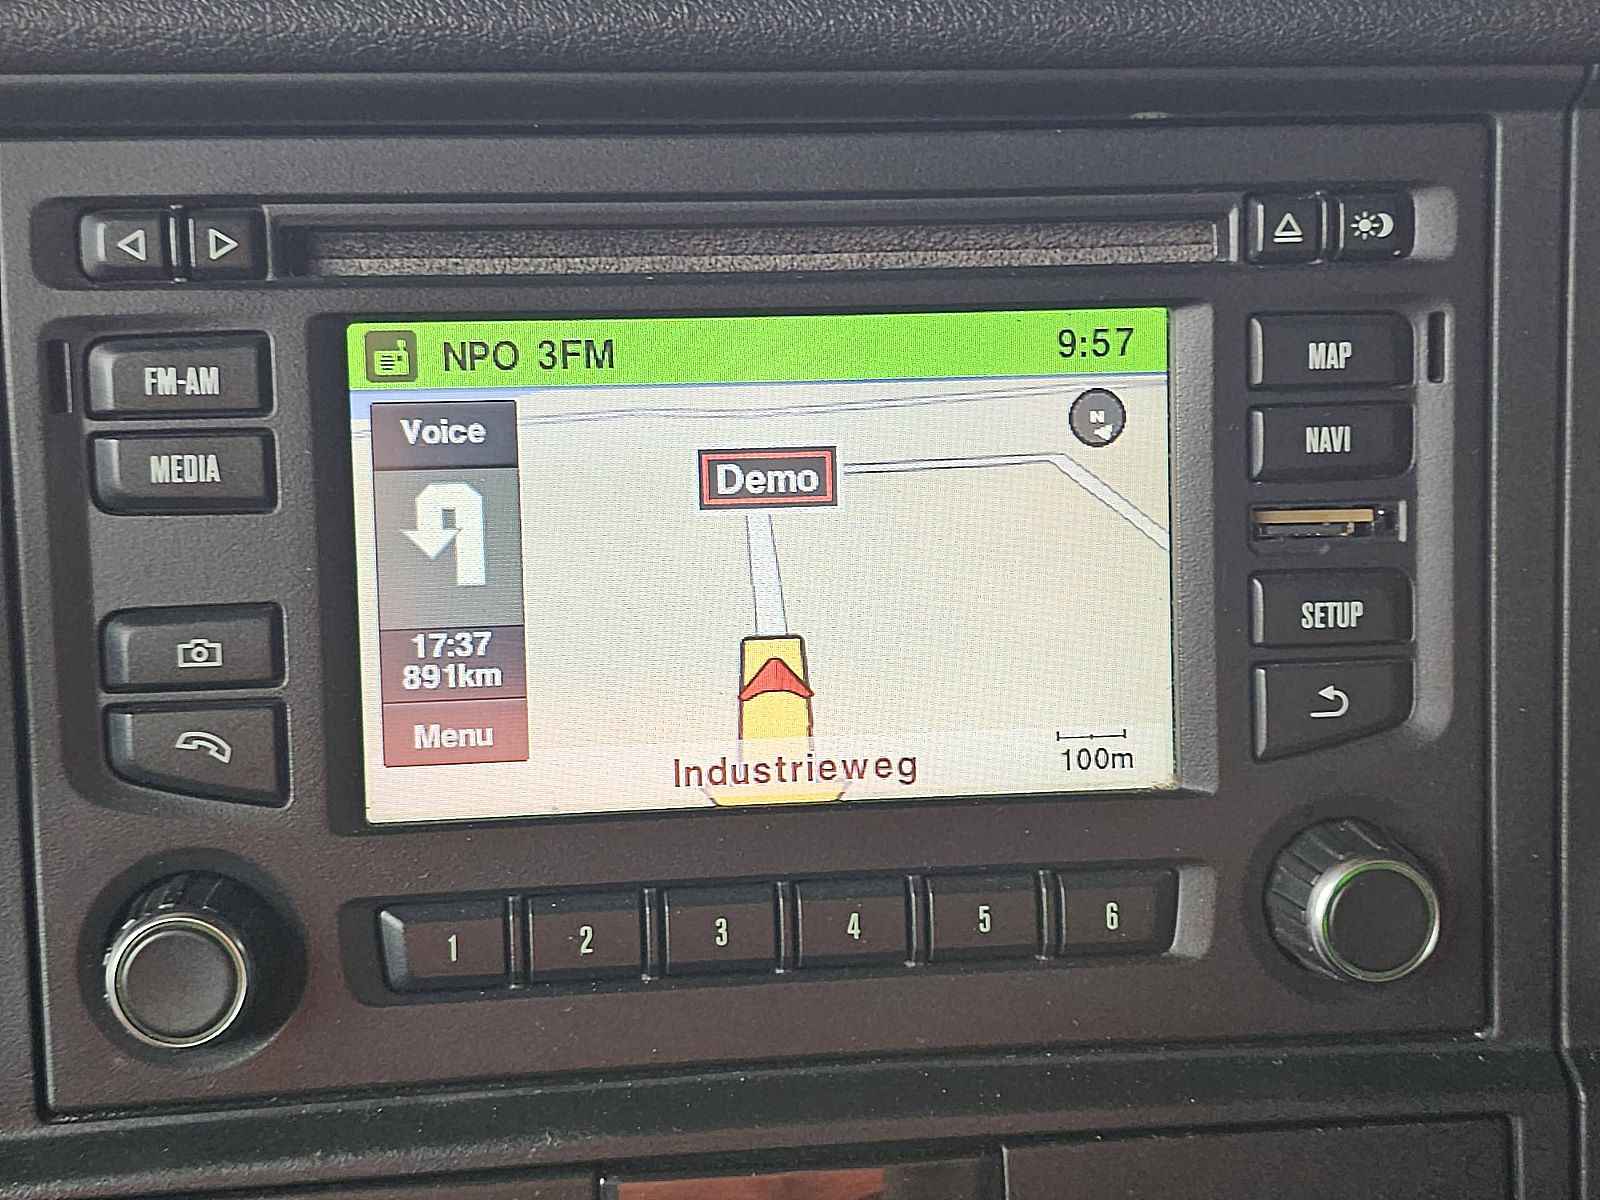 FM-AM
MEDIA
NPO 3FM
9:57
Voice
17:37
891km
Menu
Demo
N
Industrieweg
100m
MAP
NAVI
SETUP
1
2
3
4
5
6